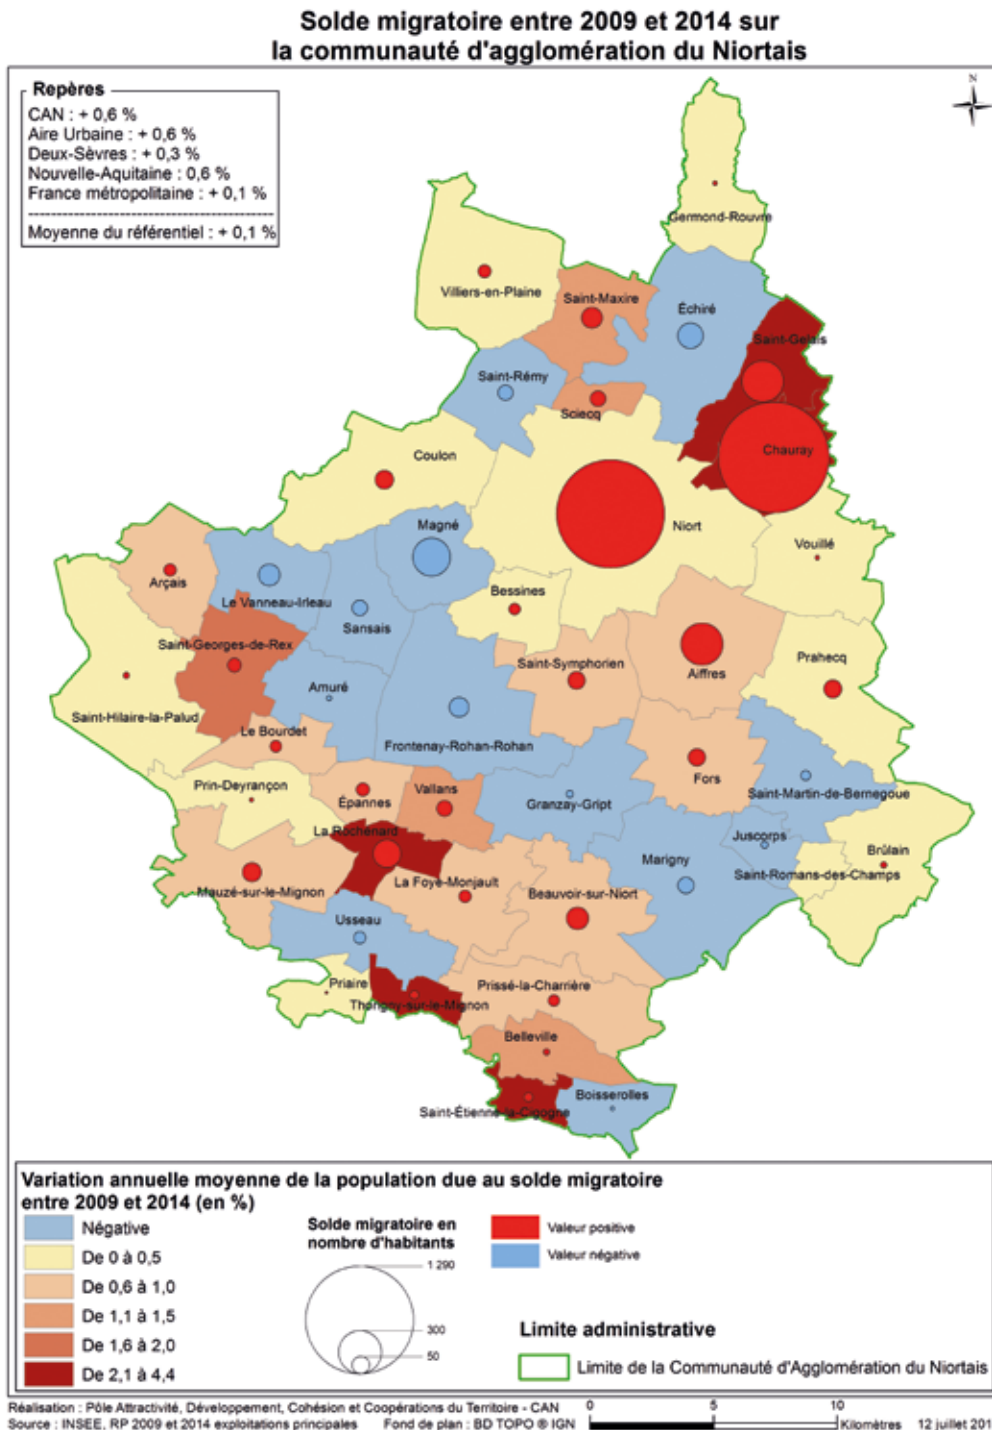 Solde migratoire entre 2009 et 2014 sur
la communauté d'agglomération du Niortais
Repères
CAN : + 0,6 %
Aire Urbaine : + 0,6 %
Deux-Sèvres : + 0,3 %
Nouvelle-Aquitaine : 0,6 %
France métropolitaine : + 0,1 %
Moyenne du référentiel : + 0,1 %
N
Germond-Rouvre
Villiers-en-Plaine
Saint-Maxire
Échiré
Saint-Gelais
Saint-Rémy
Sciecq
Coulon
Chauray
Magné
Niort
Vouillé
Arçais
Le Vanneau-Irleau
Bessines
Sansais
Saint-Georges-de-Rex
Saint-Symphorien
Aiffres
Prahecq
Amuré
Saint-Hilaire-la-Palud
Le Bourdet
Frontenay-Rohan-Rohan
Fors
Prin-Deyrançon
Épannes
Vallans
Granzay-Gript
Saint-Martin-de-Bernegoue
La Rochénard
Juscorps
Marigny
Brûlain
Saint-Romans-des-Champs
Mauzé-sur-le-Mignon
La Foye-Monjault
Beauvoir-sur-Niort
Usseau
Priaire
Thorigny-sur-le-Mignon
Prissé-la-Charrière
Belleville
Boisserolles
Saint-Étienne-la-Cigogne
Variation annuelle moyenne de la population due au solde migratoire
entre 2009 et 2014 (en %)
Négative
De 0 à 0,5
De 0,6 à 1,0
De 1,1 à 1,5
De 1,6 à 2,0
De 2,1 à 4,4
Solde migratoire en
nombre d'habitants
1 290
300
50
Valeur positive
Valeur négative
Limite administrative
Limite de la Communauté d'Agglomération du Niortais
Réalisation : Pôle Attractivité, Développement, Cohésion et Coopérations du Territoire - CAN
Source : INSEE, RP 2009 et 2014 exploitations principales Fond de plan : BD TOPO ® IGN
0 5 10
Kilomètres 12 juillet 201